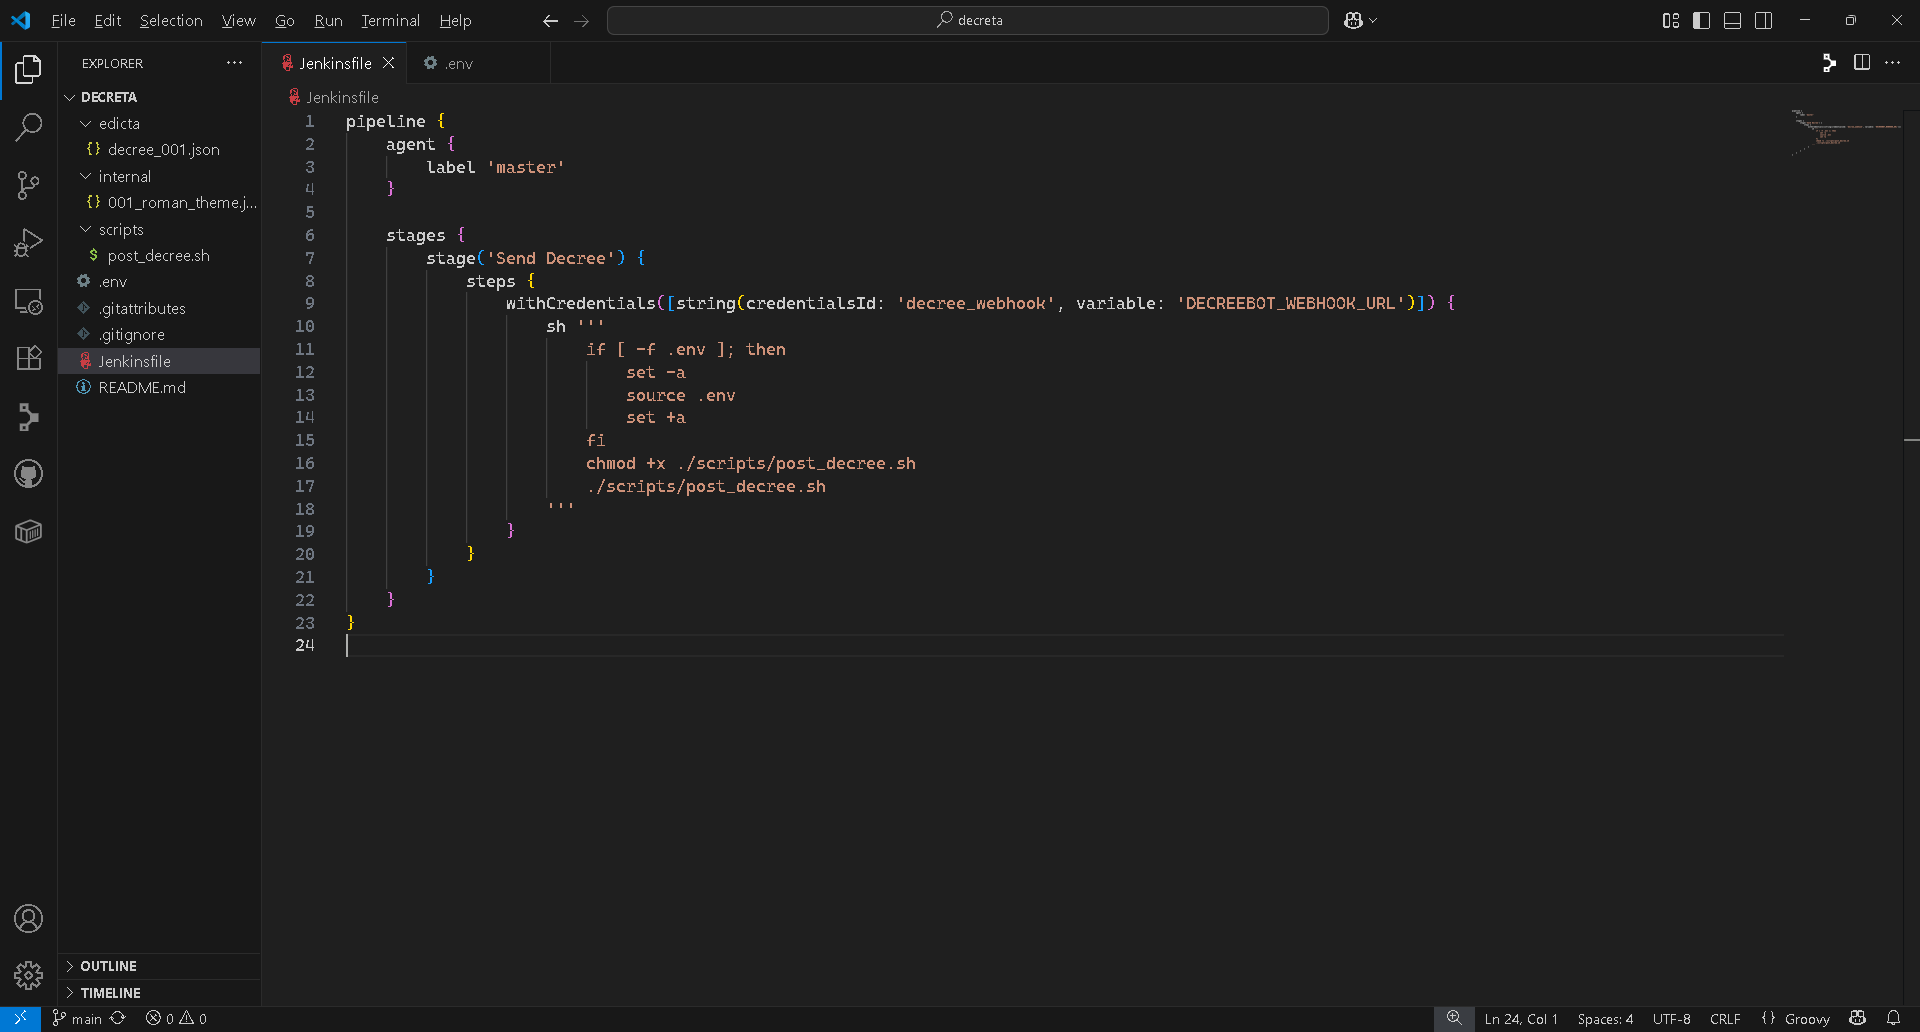 File Edit Selection View Go Run Terminal Help
decreta
EXPLORER
DECRETA
edicta
{} decree_001.json
internal
{} 001_roman_theme.j...
scripts
$ post_decree.sh
.env
.gitattributes
.gitignore
Jenkinsfile
README.md
OUTLINE
TIMELINE
Jenkinsfile
.env
Jenkinsfile
1 pipeline {
2     agent {
3         label 'master'
4     }
5
6     stages {
7         stage('Send Decree') {
8             steps {
9                 withCredentials([string(credentialsId: 'decree_webhook', variable: 'DECREEBOT_WEBHOOK_URL')]) {
10                     sh '''
11                         if [ -f .env ]; then
12                             set -a
13                             source .env
14                             set +a
15                         fi
16                         chmod +x ./scripts/post_decree.sh
17                         ./scripts/post_decree.sh
18                     '''
19                 }
20             }
21         }
22     }
23 }
24
main 0 0
Ln 24, Col 1 Spaces: 4 UTF-8 CRLF {} Groovy